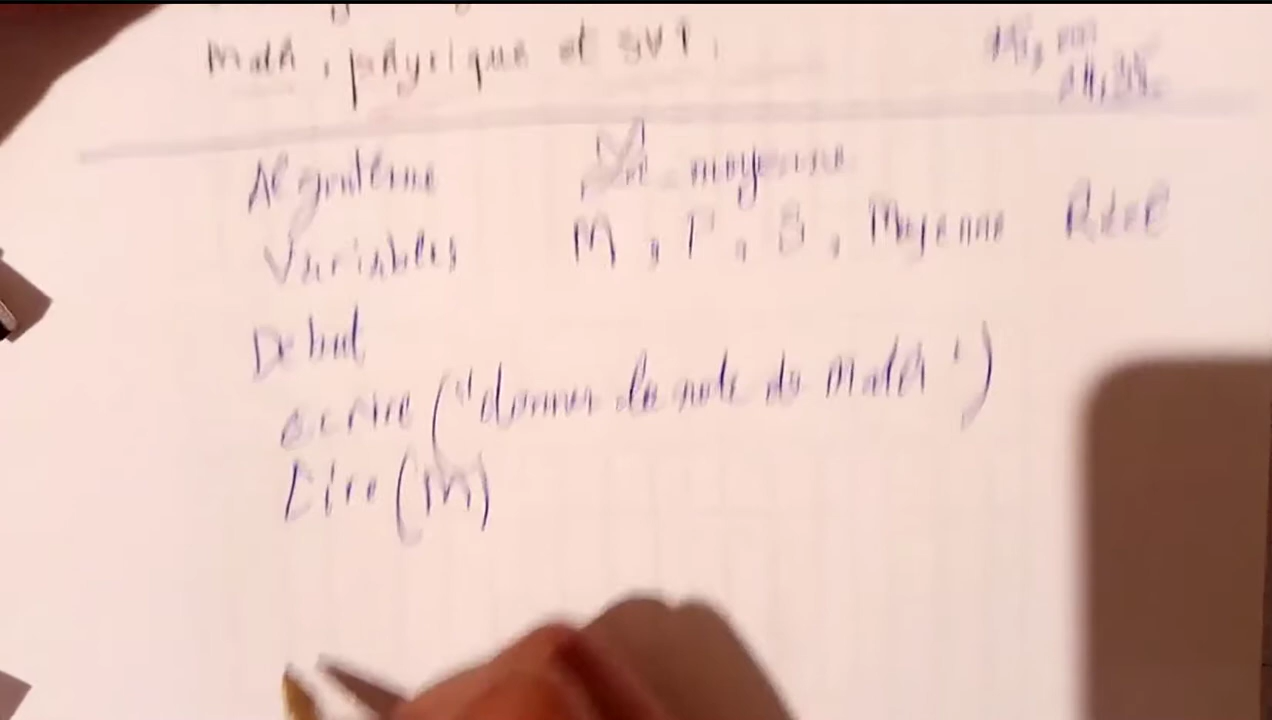 Math, physique et SVT.
Algorithme moyenne
Variables M, P, S, Moyenne Réel
Debut
ecrire ("donner la note de Math")
Lire (M)